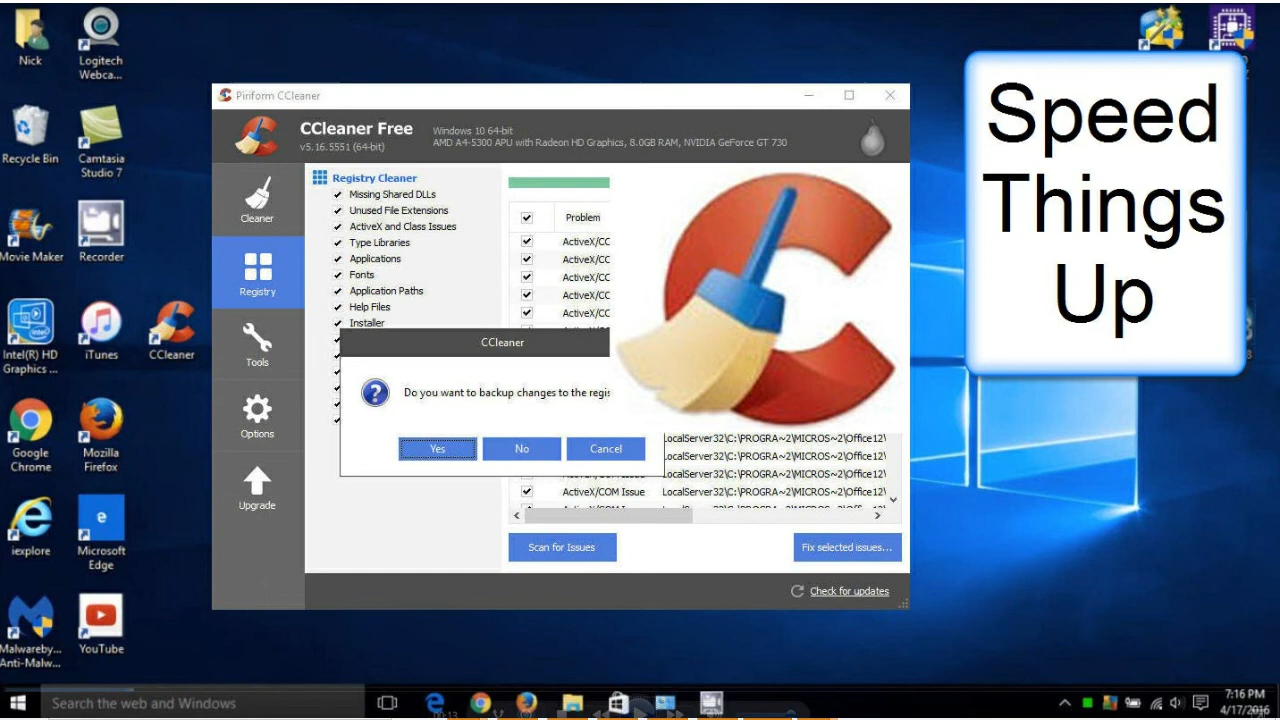 Nick
Logitech
Webca...
Recycle Bin
Camtasia
Studio 7
Movie Maker
Recorder
Intel(R) HD
Graphics ...
iTunes
CCleaner
Google
Chrome
Mozilla
Firefox
iexplore
Microsoft
Edge
Malwareby...
Anti-Malw...
YouTube
Piriform CCleaner
CCleaner Free
v5.16.5551 (64-bit)
Windows 10 64-bit
AMD A4-5300 APU with Radeon HD Graphics, 8.0GB RAM, NVIDIA GeForce GT 730
Cleaner
Registry
Tools
Options
Upgrade
Registry Cleaner
Missing Shared DLLs
Unused File Extensions
ActiveX and Class Issues
Type Libraries
Applications
Fonts
Application Paths
Help Files
Installer
Problem
ActiveX/CC
ActiveX/CC
ActiveX/CC
ActiveX/CC
ActiveX/CC
CCleaner
Do you want to backup changes to the regis
Yes
No
Cancel
LocalServer32\C:\PROGRA~2\MICROS~2\Office12\
LocalServer32\C:\PROGRA~2\MICROS~2\Office12\
LocalServer32\C:\PROGRA~2\MICROS~2\Office12\
ActiveX/COM Issue LocalServer32\C:\PROGRA~2\MICROS~2\Office12\
Scan for Issues
Fix selected issues...
Check for updates
Speed
Things
Up
Search the web and Windows
00:13
7:16 PM
4/17/2016